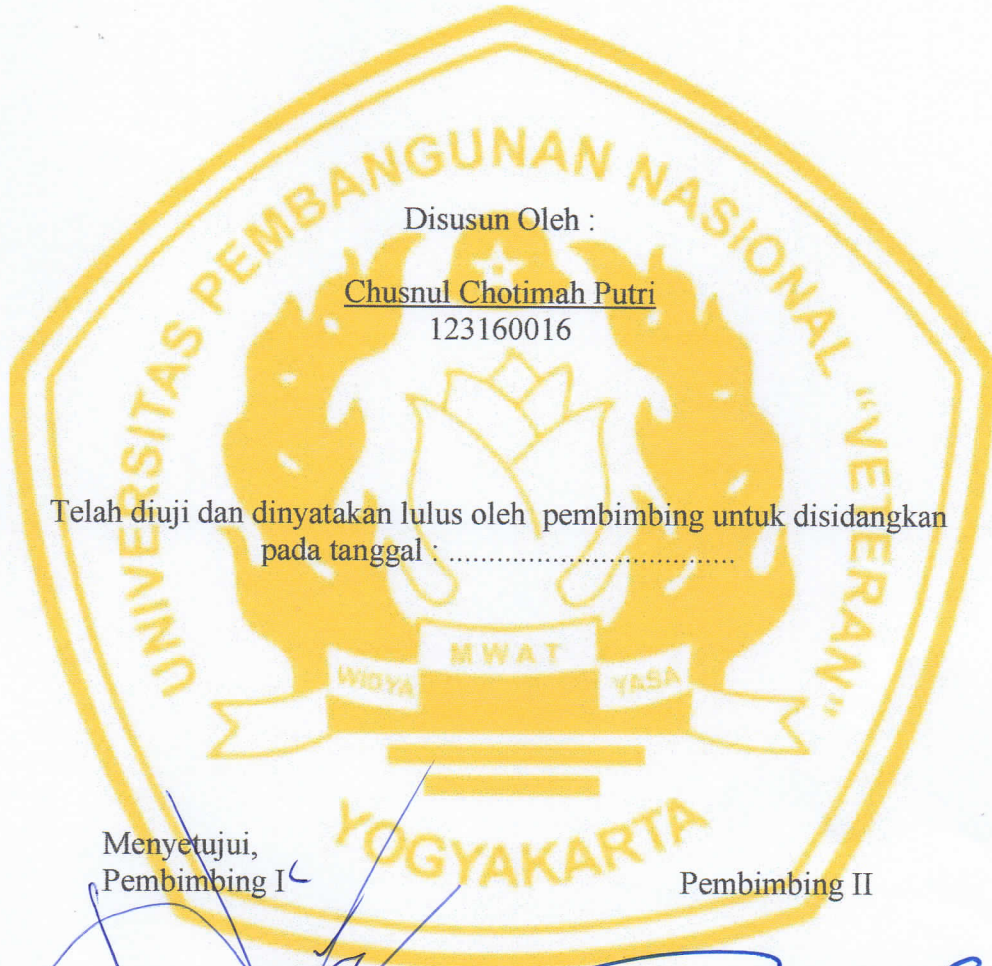 UNIVERSITAS PEMBANGUNAN NASIONAL "VETERAN"
Disusun Oleh :
Chusnul Chotimah Putri
123160016
Telah diuji dan dinyatakan lulus oleh pembimbing untuk disidangkan
pada tanggal : ....................................
WIDYA MWAT YASA
YOGYAKARTA
Menyetujui,
Pembimbing I
Pembimbing II